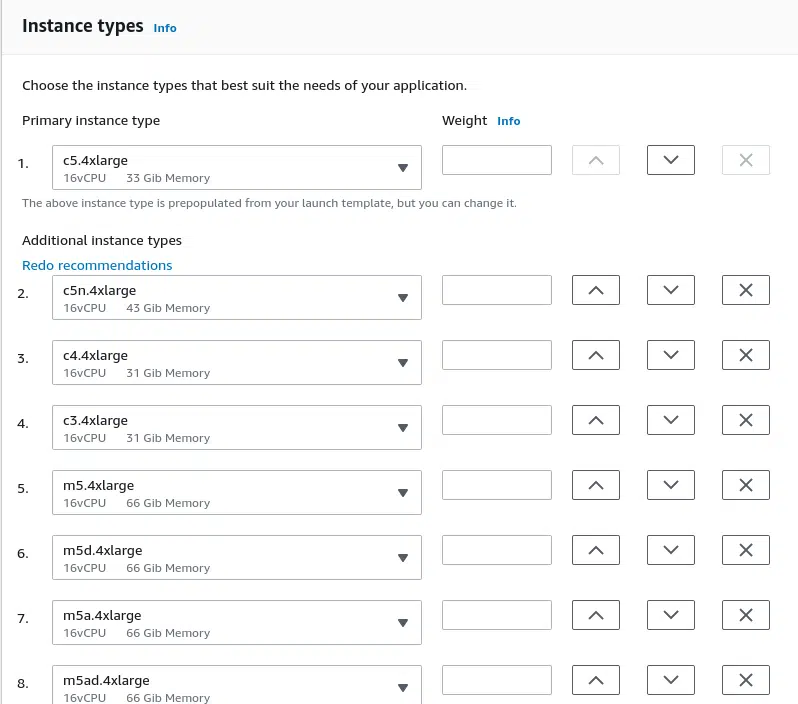 Instance types Info
Choose the instance types that best suit the needs of your application.
Primary instance type Weight Info
1. c5.4xlarge
16vCPU 33 Gib Memory
The above instance type is prepopulated from your launch template, but you can change it.
Additional instance types
Redo recommendations
2. c5n.4xlarge
16vCPU 43 Gib Memory
3. c4.4xlarge
16vCPU 31 Gib Memory
4. c3.4xlarge
16vCPU 31 Gib Memory
5. m5.4xlarge
16vCPU 66 Gib Memory
6. m5d.4xlarge
16vCPU 66 Gib Memory
7. m5a.4xlarge
16vCPU 66 Gib Memory
8. m5ad.4xlarge
16vCPU 66 Gib Memory